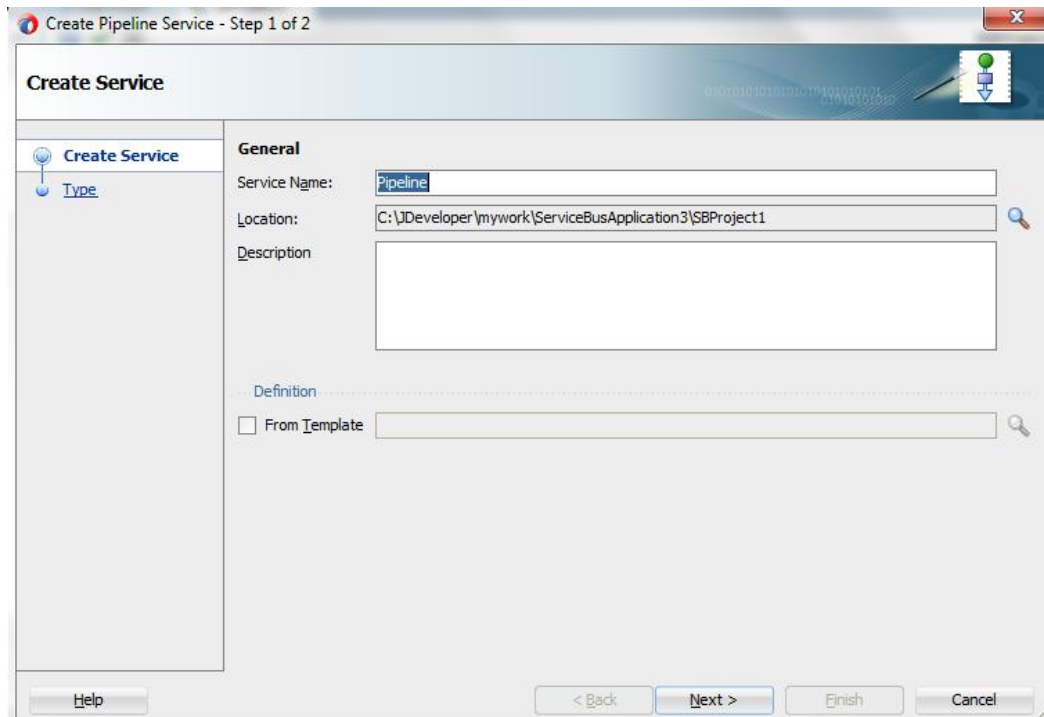 Create Pipeline Service - Step 1 of 2
Create Service
Create Service
Type
General
Service Name: Pipeline
Location: C:\JDeveloper\mywork\ServiceBusApplication3\SBProject1
Description
Definition
From Template
Help
< Back
Next >
Finish
Cancel